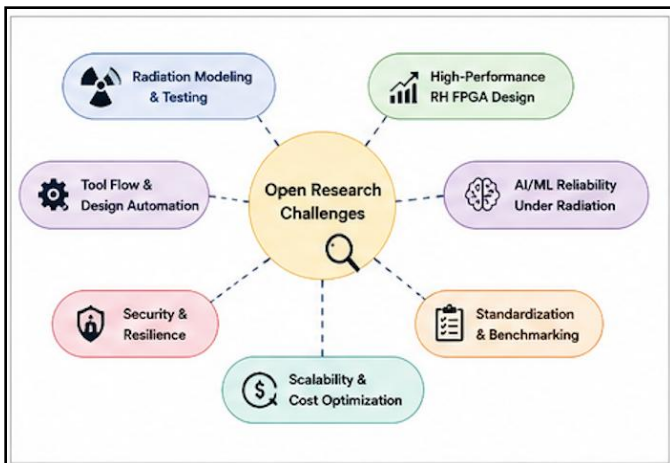 Radiation Modeling
& Testing
High-Performance
RH FPGA Design
Open Research
Challenges
Tool Flow &
Design Automation
AI/ML Reliability
Under Radiation
Security &
Resilience
Standardization
& Benchmarking
$
Scalability &
Cost Optimization